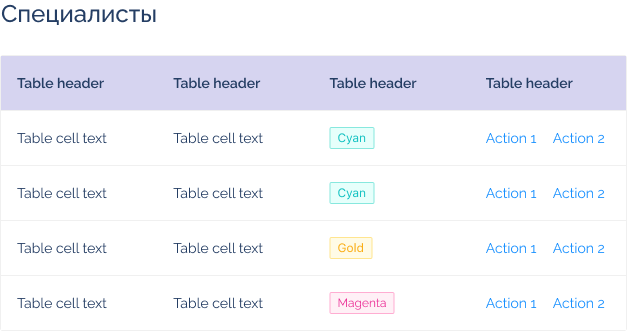 Специалисты
Table header Table header Table header Table header
Table cell text Table cell text Cyan Action 1 Action 2
Table cell text Table cell text Cyan Action 1 Action 2
Table cell text Table cell text Gold Action 1 Action 2
Table cell text Table cell text Magenta Action 1 Action 2